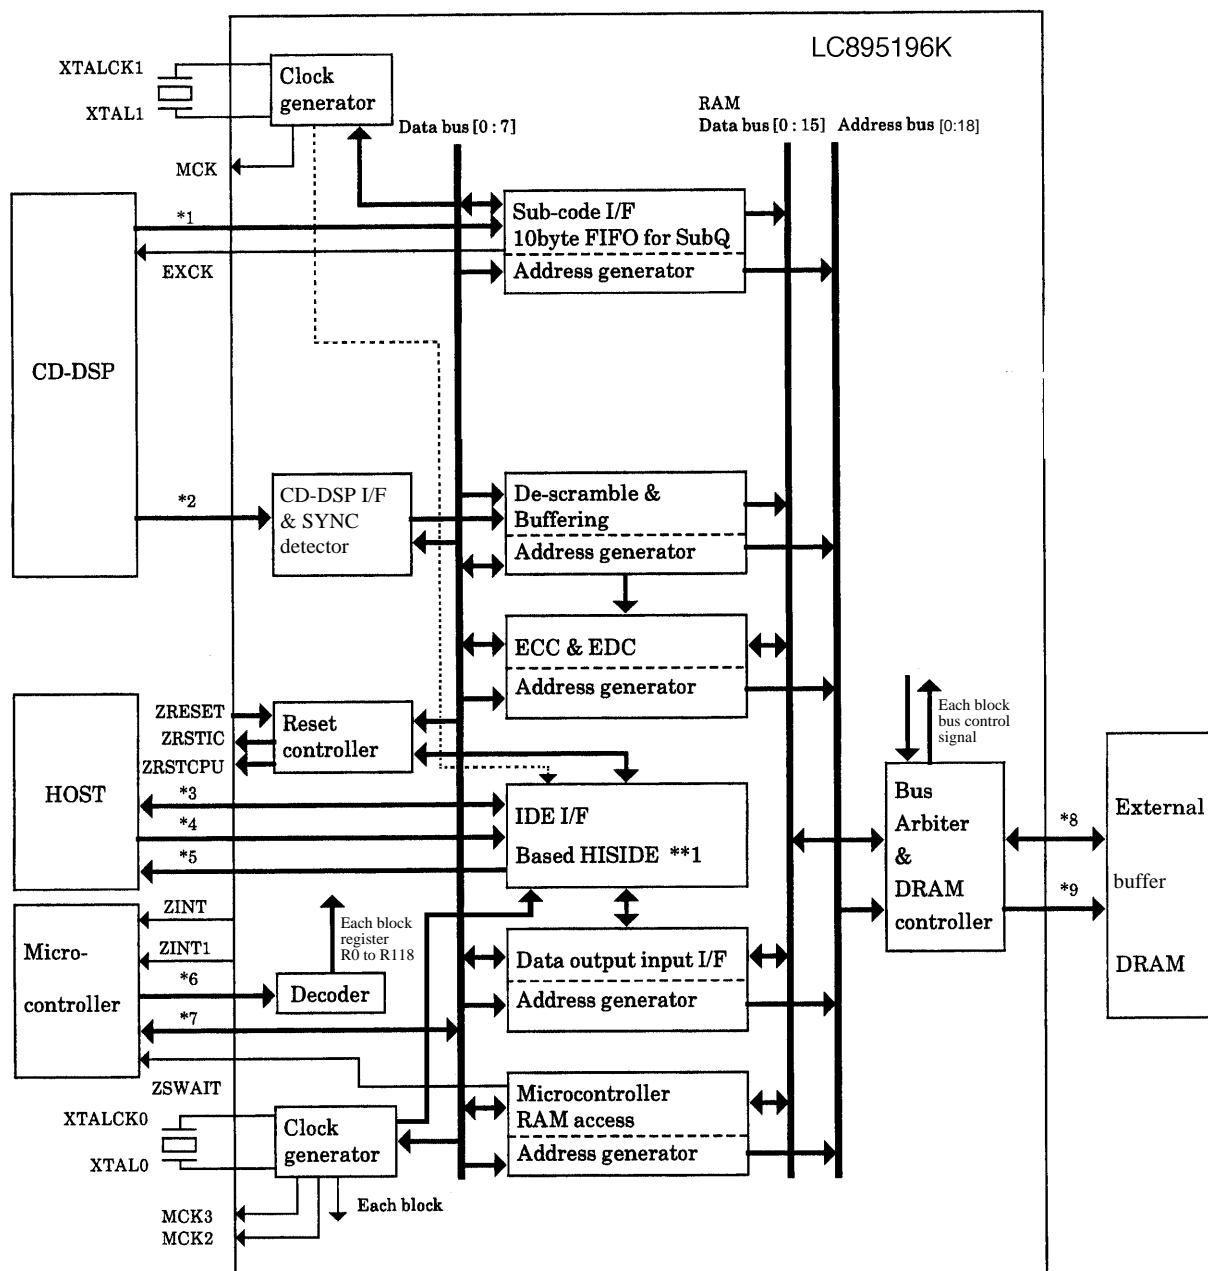 LC895196K
XTALCK1
XTAL1
Clock
generator
MCK
Data bus [0 : 7]
RAM
Data bus [0 : 15] Address bus [0:18]
*1
EXCK
Sub-code I/F
10byte FIFO for SubQ
Address generator
CD-DSP
*2
CD-DSP I/F
& SYNC
detector
De-scramble &
Buffering
Address generator
ECC & EDC
Address generator
HOST
ZRESET
ZRSTIC
ZRSTCPU
Reset
controller
*3
*4
*5
IDE I/F
Based HISIDE **1
Each block
bus control
signal
Bus
Arbiter
&
DRAM
controller
*8
*9
External
buffer
DRAM
Micro-
controller
ZINT
ZINT1
*6
*7
ZSWAIT
Each block
register
R0 to R118
Decoder
Data output input I/F
Address generator
Microcontroller
RAM access
Address generator
XTALCK0
XTAL0
Clock
generator
MCK3
MCK2
Each block